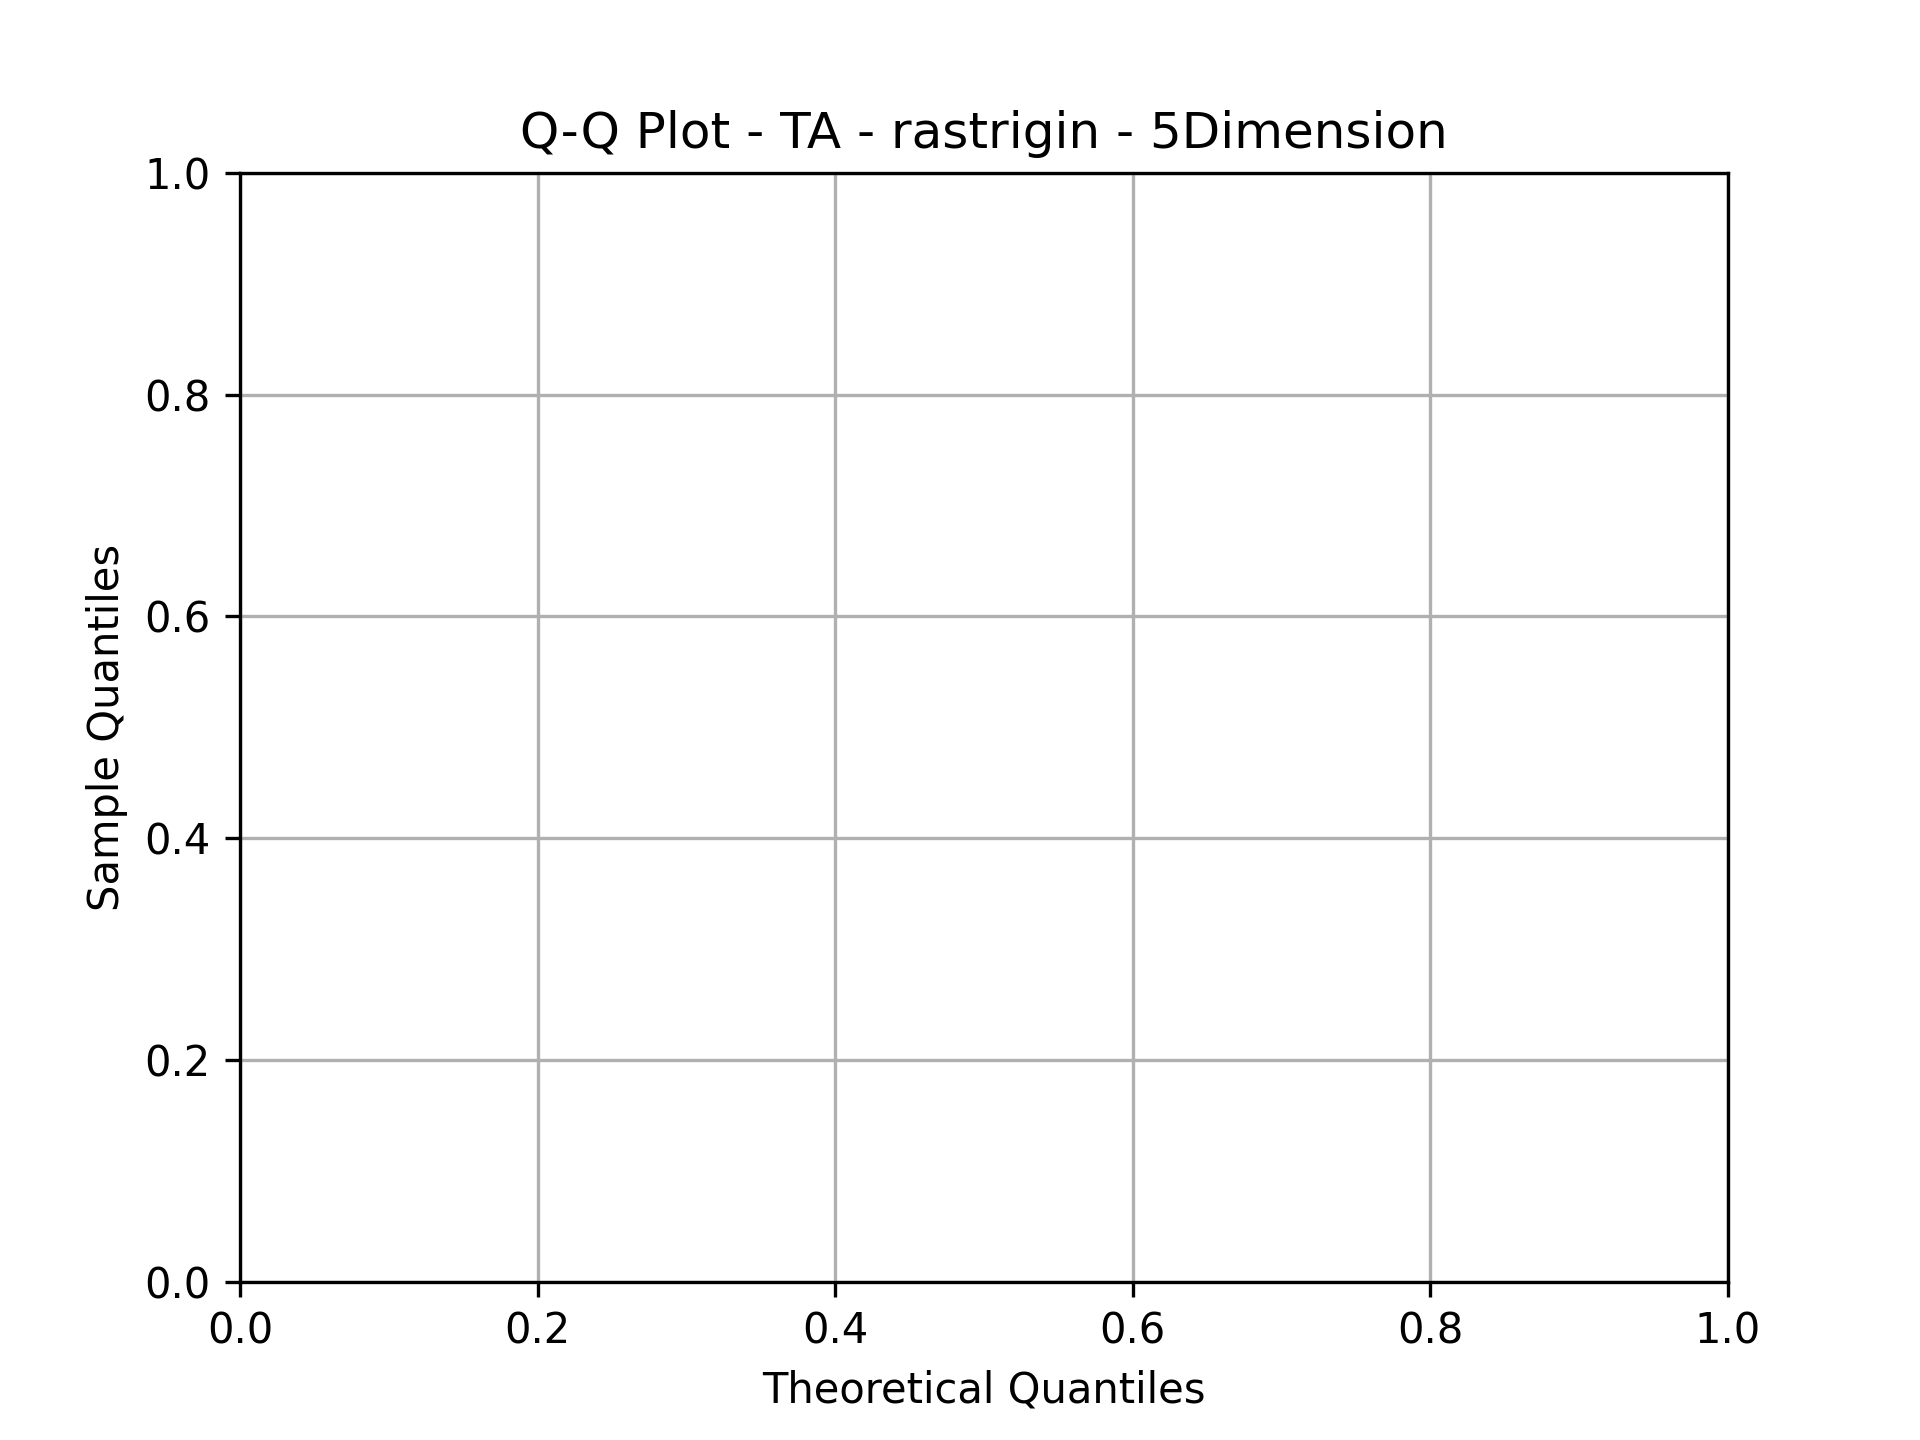 Q-Q Plot - TA - rastrigin - 5Dimension
1.0
0.8
0.6
0.4
0.2
0.0
Sample Quantiles
0.0 0.2 0.4 0.6 0.8 1.0
Theoretical Quantiles